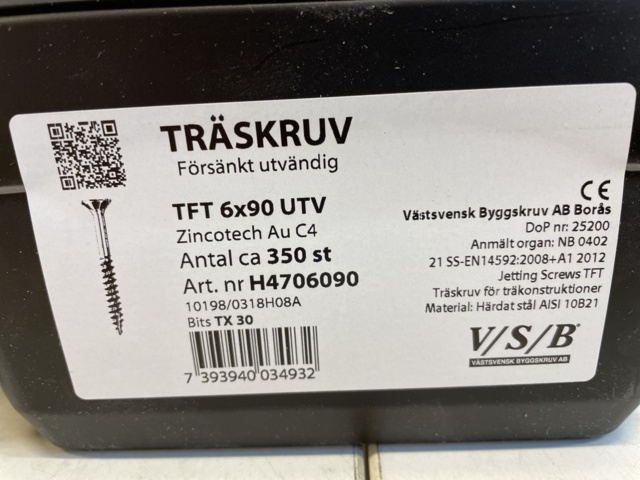 TRÄSKRUV
Försänkt utvändig
TFT 6x90 UTV
Zincotech Au C4
Antal ca 350 st
Art. nr H4706090
10198/0318H08A
Bits TX 30
7 393940 034932
CE
Västsvensk Byggskruv AB Borås
DoP nr: 25200
Anmält organ: NB 0402
21 SS-EN14592:2008+A1 2012
Jetting Screws TFT
Träskruv för träkonstruktioner
Material: Härdat stål AISI 10B21
V/S/B®
VÄSTSVENSK BYGGSKRUV AB